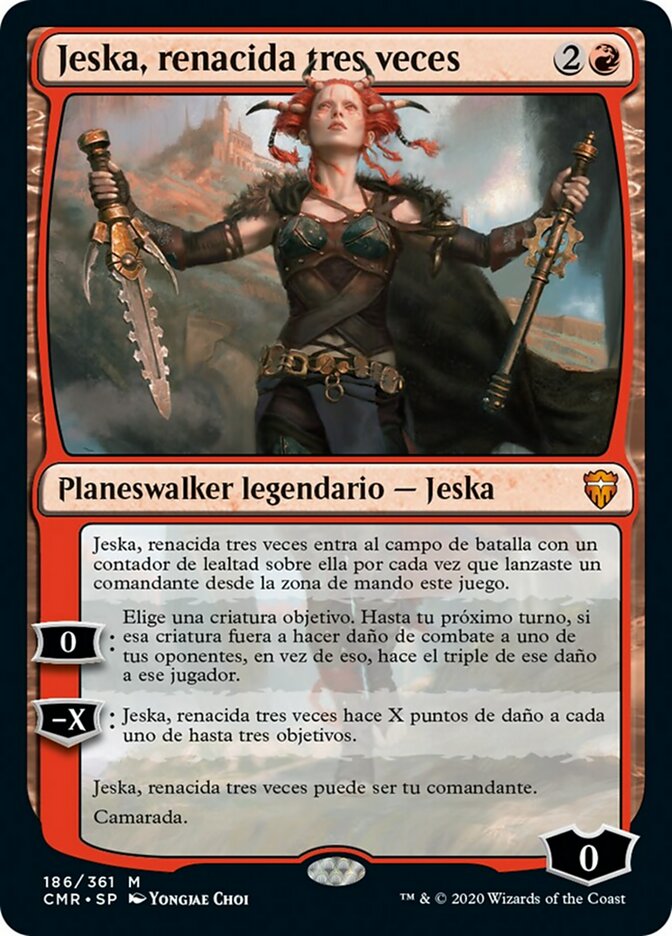 Jeska, renacida tres veces 2
Planeswalker legendario — Jeska
Jeska, renacida tres veces entra al campo de batalla con un
contador de lealtad sobre ella por cada vez que lanzaste un
comandante desde la zona de mando este juego.
0 : Elige una criatura objetivo. Hasta tu próximo turno, si
esa criatura fuera a hacer daño de combate a uno de
tus oponentes, en vez de eso, hace el triple de ese daño
a ese jugador.
−X : Jeska, renacida tres veces hace X puntos de daño a cada
uno de hasta tres objetivos.
Jeska, renacida tres veces puede ser tu comandante.
Camarada.
0
186/361 M
CMR • SP Yongjae Choi
™ & © 2020 Wizards of the Coast